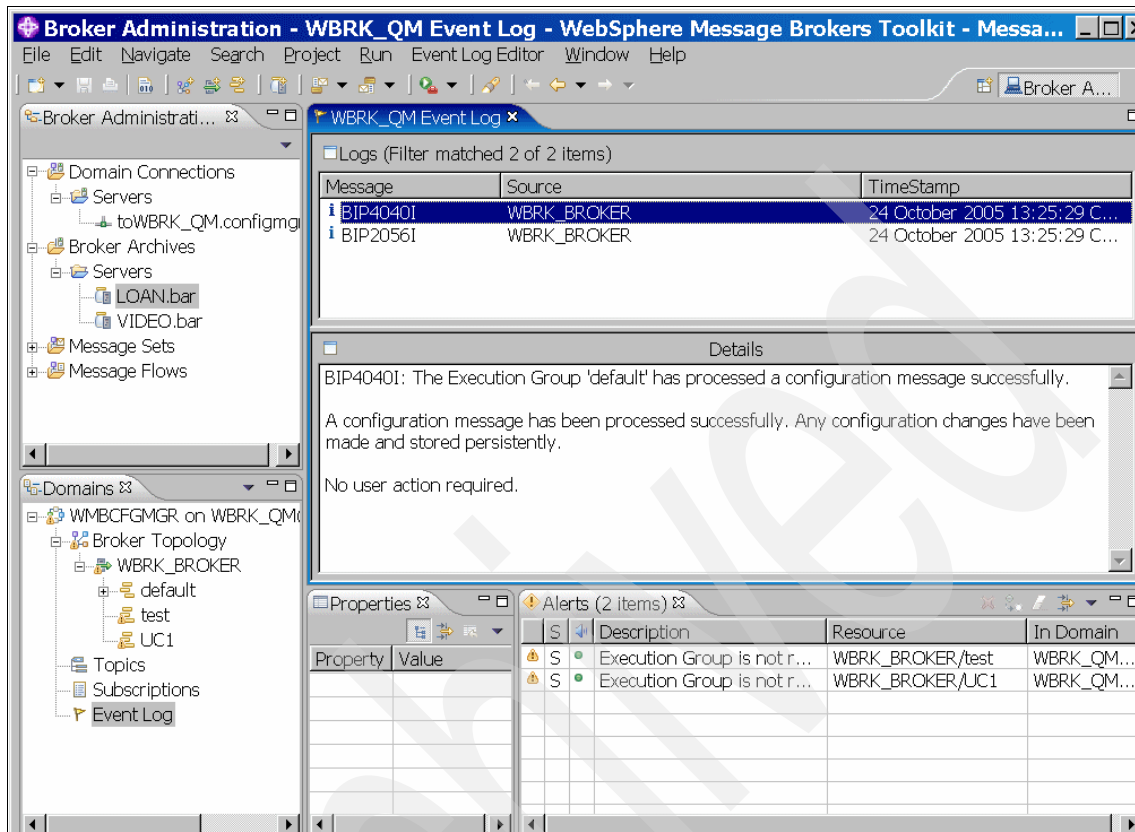 Broker Administration - WBRK_QM Event Log - WebSphere Message Brokers Toolkit - Messa...
File Edit Navigate Search Project Run Event Log Editor Window Help
Broker A...
Broker Administrati...
Domain Connections
Servers
toWBRK_QM.configmg
Broker Archives
Servers
LOAN.bar
VIDEO.bar
Message Sets
Message Flows
WBRK_QM Event Log
Logs (Filter matched 2 of 2 items)
Message Source TimeStamp
BIP4040I WBRK_BROKER 24 October 2005 13:25:29 C...
BIP2056I WBRK_BROKER 24 October 2005 13:25:29 C...
Details
BIP4040I: The Execution Group 'default' has processed a configuration message successfully.
A configuration message has been processed successfully. Any configuration changes have been
made and stored persistently.
No user action required.
Domains
WMBCFGMGR on WBRK_QM
Broker Topology
WBRK_BROKER
default
test
UC1
Topics
Subscriptions
Event Log
Properties
Property Value
Alerts (2 items)
S Description Resource In Domain
S Execution Group is not r... WBRK_BROKER/test WBRK_QM...
S Execution Group is not r... WBRK_BROKER/UC1 WBRK_QM...